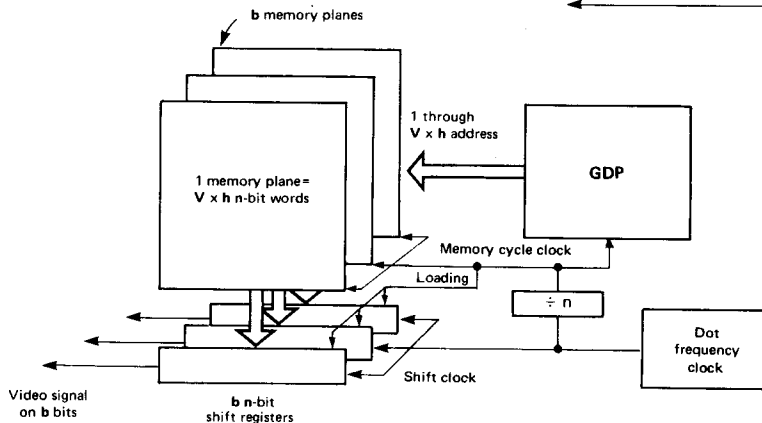 b memory planes
1 through
V x h address
GDP
1 memory plane=
V x h n-bit words
Memory cycle clock
Loading
÷ n
Dot
frequency
clock
Shift clock
Video signal
on b bits
b n-bit
shift registers